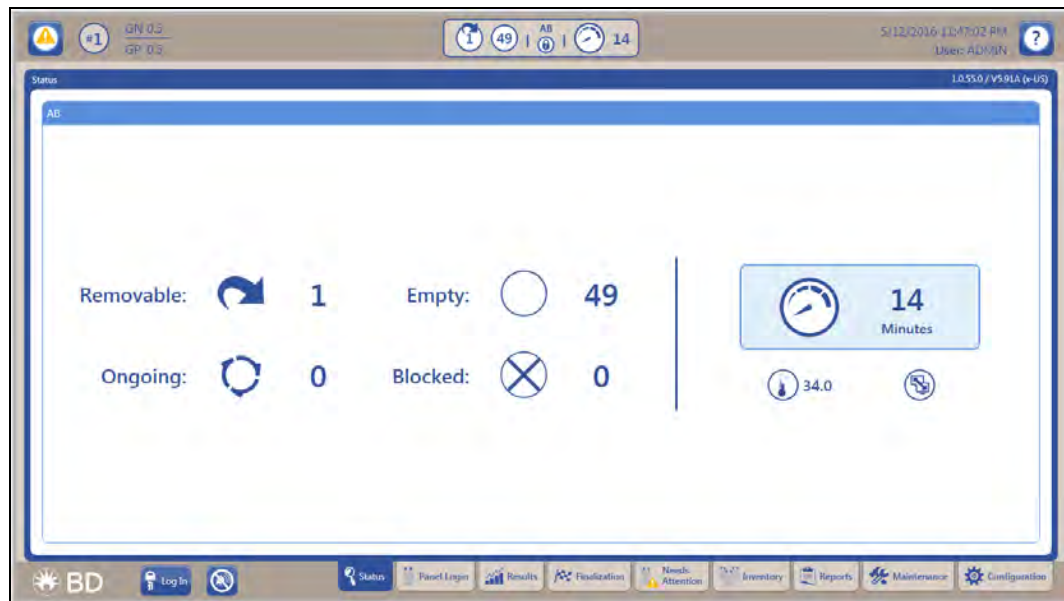 #1
GN 0.5
GP 0.5
1 49 | AB | 14
5/12/2016 11:47:02 PM
User: ADMIN
?
Status
1.0.55.0 / V5.91A (x-US)
AB
Removable: 1 Empty: 49
14
Minutes
Ongoing: 0 Blocked: 0
34.0
BD
Log In
Status
Panel Login
Results
Finalization
Needs Attention
Inventory
Reports
Maintenance
Configuration